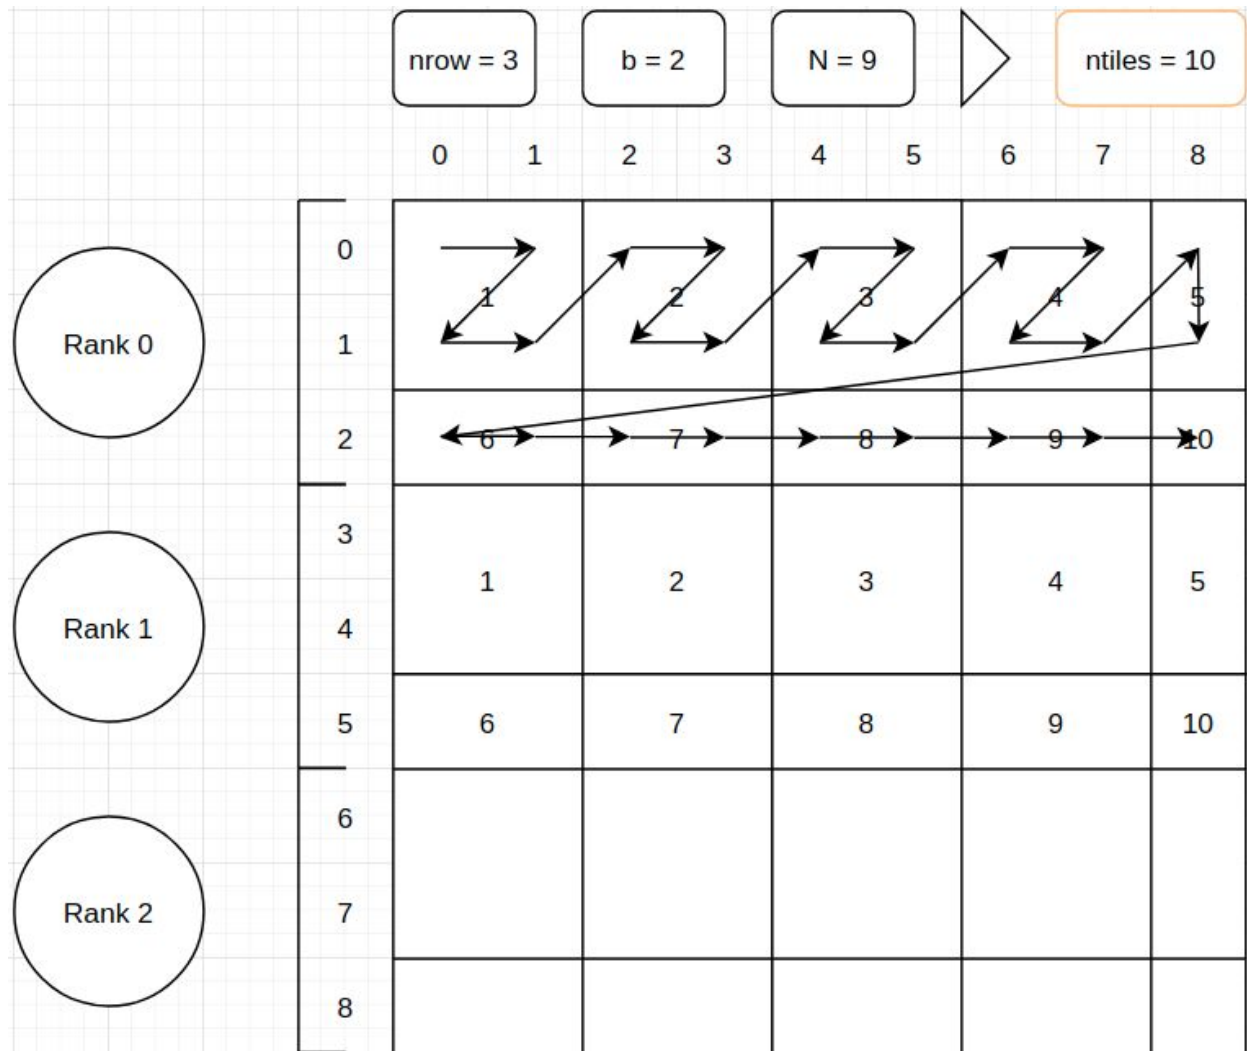 nrow = 3 b = 2 N = 9 ntiles = 10
0 1 2 3 4 5 6 7 8
0
1 2 3 4 5
Rank 0 1
2 6 7 8 9 10
3
1 2 3 4 5
Rank 1 4
5 6 7 8 9 10
6
Rank 2 7
8